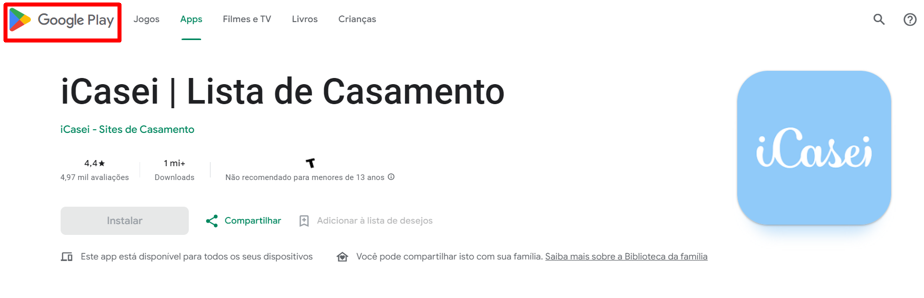 Google Play Jogos Apps Filmes e TV Livros Crianças
iCasei | Lista de Casamento
iCasei
iCasei - Sites de Casamento
4,4★ 1 mi+ T
4,97 mil avaliações Downloads Não recomendado para menores de 13 anos
Instalar Compartilhar Adicionar à lista de desejos
Este app está disponível para todos os seus dispositivos Você pode compartilhar isto com sua família. Saiba mais sobre a Biblioteca da família